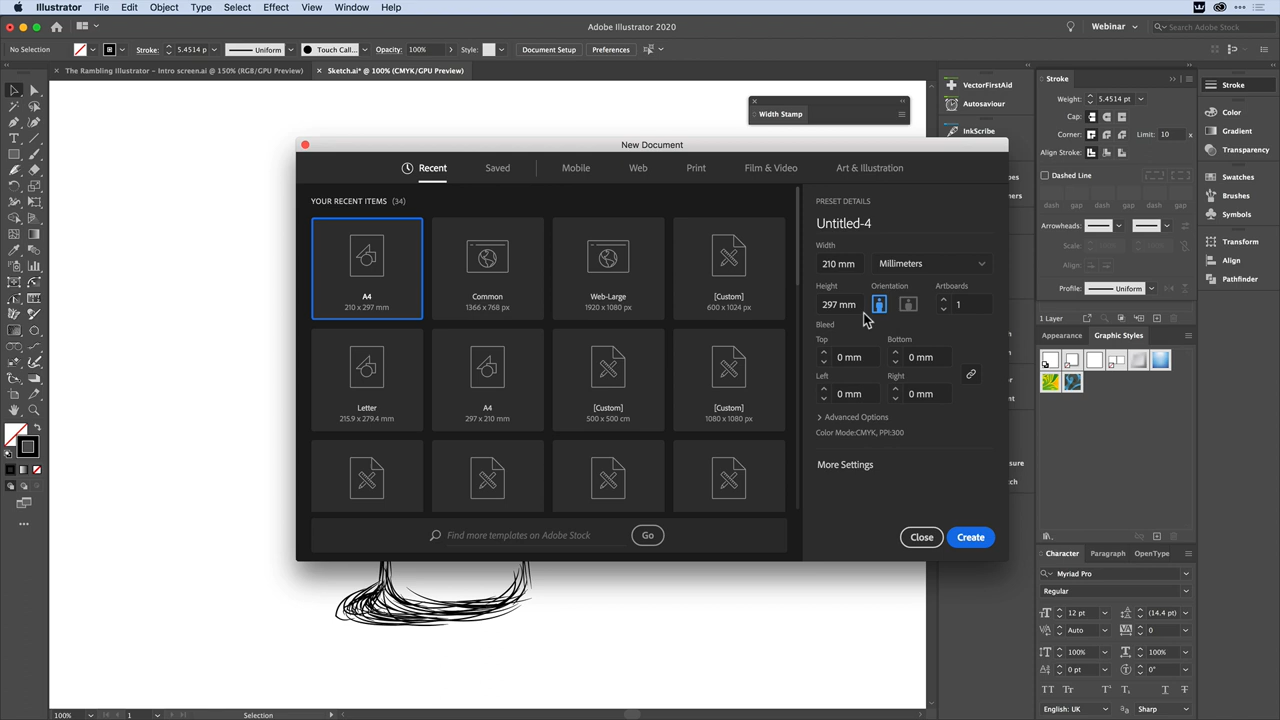 Illustrator File Edit Object Type Select Effect View Window Help
Adobe Illustrator 2020
Webinar
Search Adobe Stock
No Selection Stroke: 5.4514 p Uniform Touch Call... Opacity: 100% Style: Document Setup Preferences
× The Rambling Illustrator – Intro screen.ai @ 150% (RGB/GPU Preview) × Sketch.ai* @ 100% (CMYK/GPU Preview)
Width Stamp
VectorFirstAid
Autosaviour
InkScribe
Stroke
Weight: 5.4514 pt
Cap:
Corner: Limit: 10 x
Align Stroke:
Dashed Line
dash gap dash gap dash gap
Arrowheads:
Scale: 100% 100%
Align:
Profile: Uniform
1 Layer
Appearance Graphic Styles
Character Paragraph OpenType
Myriad Pro
Regular
12 pt (14.4 pt)
Auto 0
100% 100%
0 pt 0°
TT Tr T¹ T₁ T T
English: UK Sharp
Stroke
Color
Gradient
Transparency
Swatches
Brushes
Symbols
Transform
Align
Pathfinder
New Document
Recent Saved Mobile Web Print Film & Video Art & Illustration
YOUR RECENT ITEMS (34)
A4
210 x 297 mm
Common
1366 x 768 px
Web-Large
1920 x 1080 px
[Custom]
600 x 1024 px
Letter
215.9 x 279.4 mm
A4
297 x 210 mm
[Custom]
500 x 500 cm
[Custom]
1080 x 1080 px
Find more templates on Adobe Stock Go
PRESET DETAILS
Untitled-4
Width
210 mm Millimeters
Height Orientation Artboards
297 mm 1
Bleed
Top Bottom
0 mm 0 mm
Left Right
0 mm 0 mm
Advanced Options
Color Mode:CMYK, PPI:300
More Settings
Close Create
100% 1 Selection